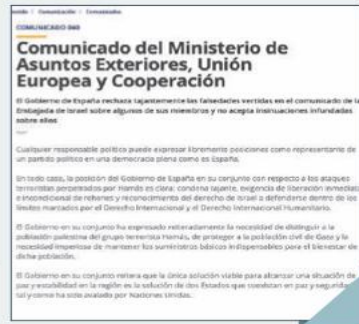 Comunicación / Comunicados
COMUNICADO 068
Comunicado del Ministerio de
Asuntos Exteriores, Unión
Europea y Cooperación
El Gobierno de España rechaza tajantemente las falsedades vertidas en el comunicado de la
Embajada de Israel sobre algunos de sus miembros y no acepta insinuaciones infundadas
sobre ellos
Cualquier responsable político puede expresar libremente posiciones como representante de
un partido político en una democracia plena como es España.
En todo caso, la posición del Gobierno de España en su conjunto con respecto a los ataques
terroristas perpetrados por Hamás es clara: condena tajante, exigencia de liberación inmediata
e incondicional de rehenes y reconocimiento del derecho de Israel a defenderse dentro de los
límites marcados por el Derecho Internacional y el Derecho Internacional Humanitario.
El Gobierno en su conjunto ha expresado reiteradamente la necesidad de distinguir a la
población palestina del grupo terrorista Hamás, de proteger a la población civil de Gaza y la
necesidad imperiosa de mantener los suministros básicos indispensables para el bienestar de
dicha población.
El Gobierno en su conjunto reitera que la única solución viable para alcanzar una situación de
paz y estabilidad en la región es la solución de dos Estados que coexistan en paz y seguridad
tal y como ha sido avalado por Naciones Unidas.